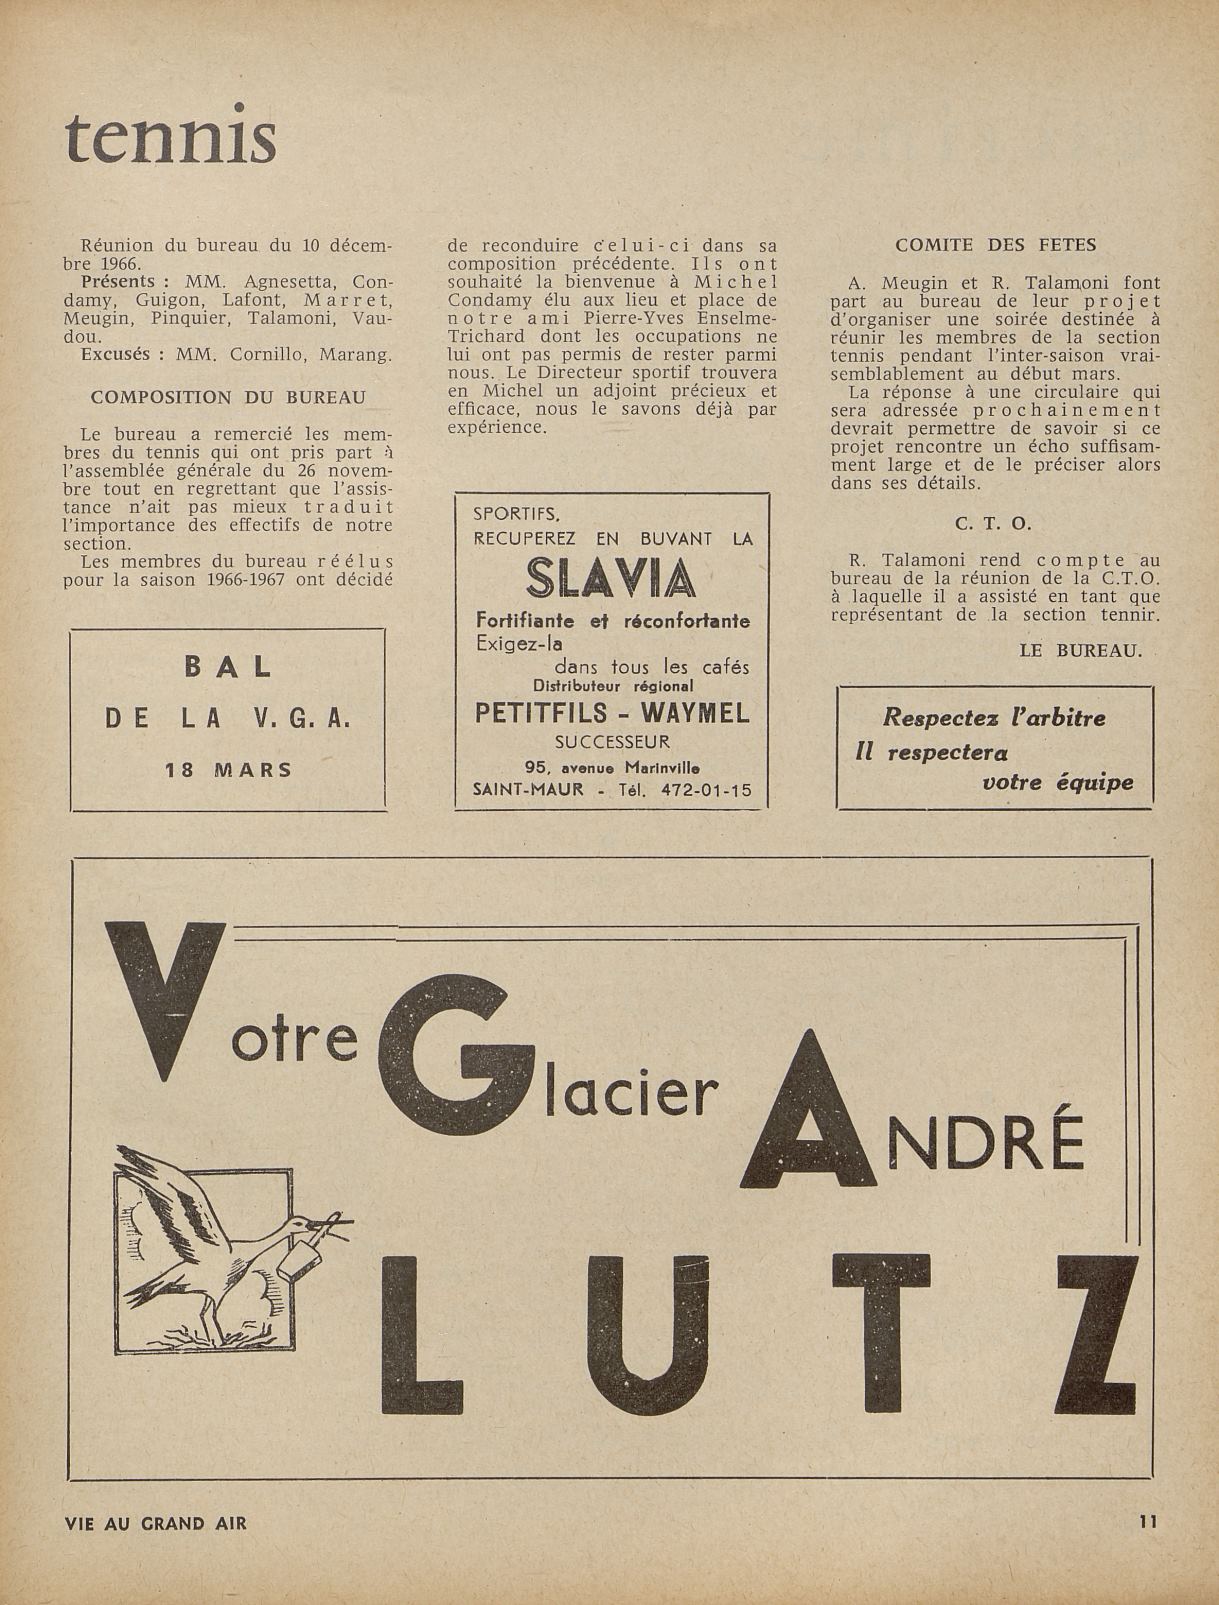 tennis
Réunion du bureau du 10 décem-
bre 1966.
Présents : MM. Agnesetta, Con-
damy, Guigon, Lafont, Marret,
Meugin, Pinquier, Talamoni, Vau-
dou.
Excusés : MM. Cornillo, Marang.
COMPOSITION DU BUREAU
Le bureau a remercié les mem-
bres du tennis qui ont pris part à
l'assemblée générale du 26 novem-
bre tout en regrettant que l'assis-
tance n'ait pas mieux traduit
l'importance des effectifs de notre
section.
Les membres du bureau réélus
pour la saison 1966-1967 ont décidé
BAL
DE LA V. G. A.
18 MARS
de reconduire celui-ci dans sa
composition précédente. Ils ont
souhaité la bienvenue à Michel
Condamy élu aux lieu et place de
notre ami Pierre-Yves Enselme-
Trichard dont les occupations ne
lui ont pas permis de rester parmi
nous. Le Directeur sportif trouvera
en Michel un adjoint précieux et
efficace, nous le savons déjà par
expérience.
SPORTIFS,
RECUPEREZ EN BUVANT LA
SLAVIA
Fortifiante et réconfortante
Exigez-la
dans tous les cafés
Distributeur régional
PETITFILS - WAYMEL
SUCCESSEUR
95, avenue Marinville
SAINT-MAUR - Tél. 472-01-15
COMITE DES FETES
A. Meugin et R. Talamoni font
part au bureau de leur projet
d'organiser une soirée destinée à
réunir les membres de la section
tennis pendant l'inter-saison vrai-
semblablement au début mars.
La réponse à une circulaire qui
sera adressée prochainement
devrait permettre de savoir si ce
projet rencontre un écho suffisam-
ment large et de le préciser alors
dans ses détails.
C. T. O.
R. Talamoni rend compte au
bureau de la réunion de la C.T.O.
à laquelle il a assisté en tant que
représentant de la section tennir.
LE BUREAU.
Respectez l'arbitre
Il respectera
votre équipe
Votre Glacier ANDRÉ
LUTZ
VIE AU GRAND AIR
11